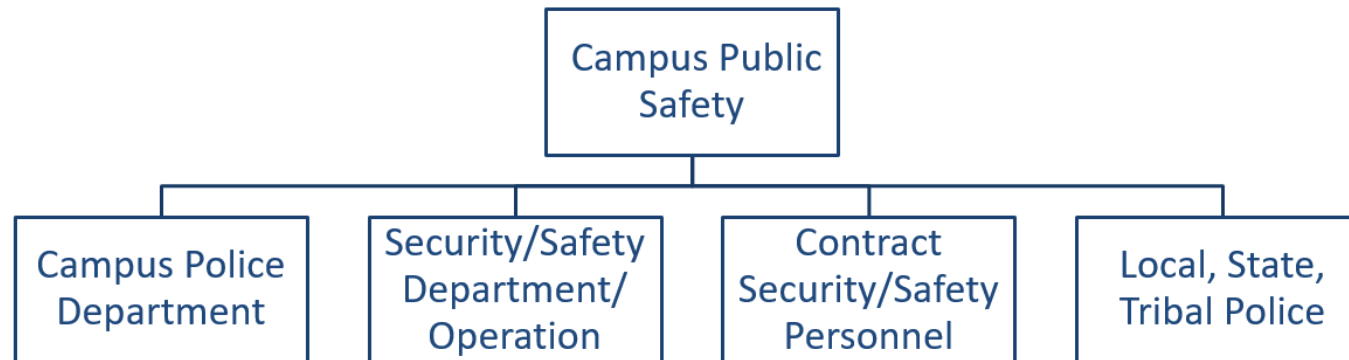 Campus Public
Safety
Campus Police
Department
Security/Safety
Department/
Operation
Contract
Security/Safety
Personnel
Local, State,
Tribal Police